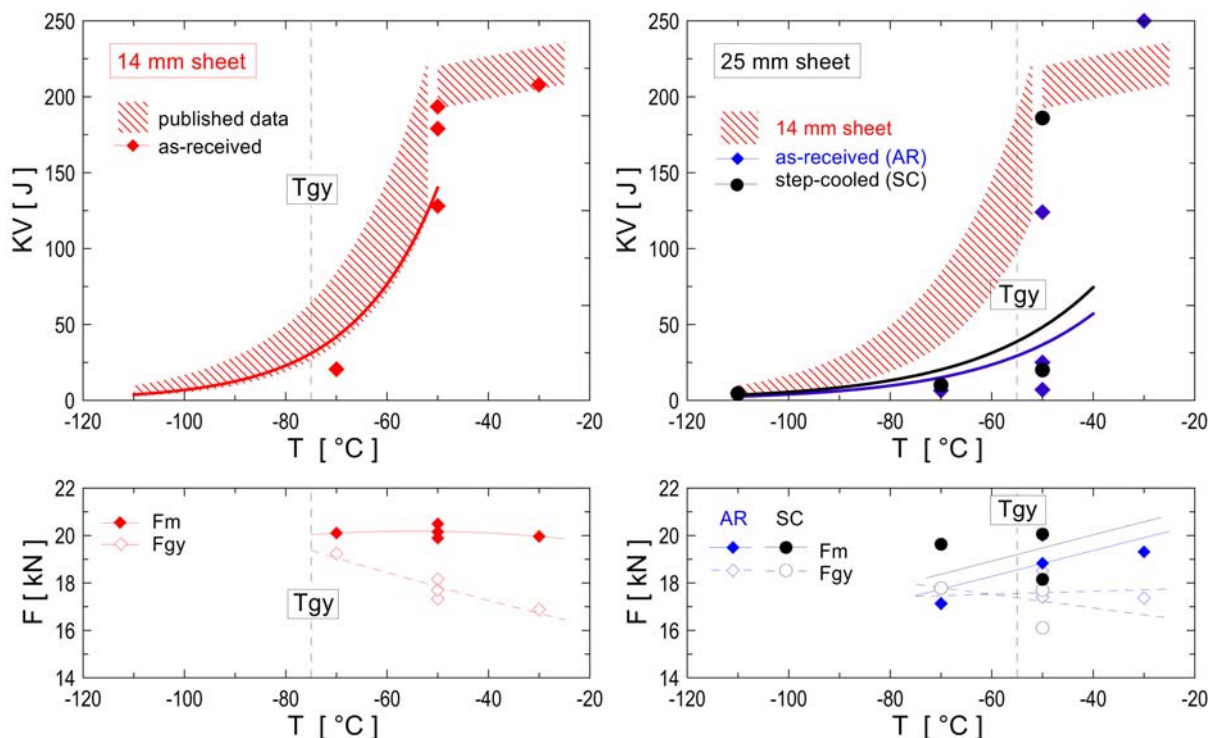 250
200
150
100
50
0
KV [ J ]
14 mm sheet
published data
as-received
Tgy
-120
-100
-80
-60
-40
-20
T [ °C ]
250
200
150
100
50
0
KV [ J ]
25 mm sheet
14 mm sheet
as-received (AR)
step-cooled (SC)
Tgy
-120
-100
-80
-60
-40
-20
T [ °C ]
22
20
18
16
14
F [ kN ]
Fm
Fgy
Tgy
-120
-100
-80
-60
-40
-20
T [ °C ]
22
20
18
16
14
F [ kN ]
AR SC
Fm
Fgy
Tgy
-120
-100
-80
-60
-40
-20
T [ °C ]